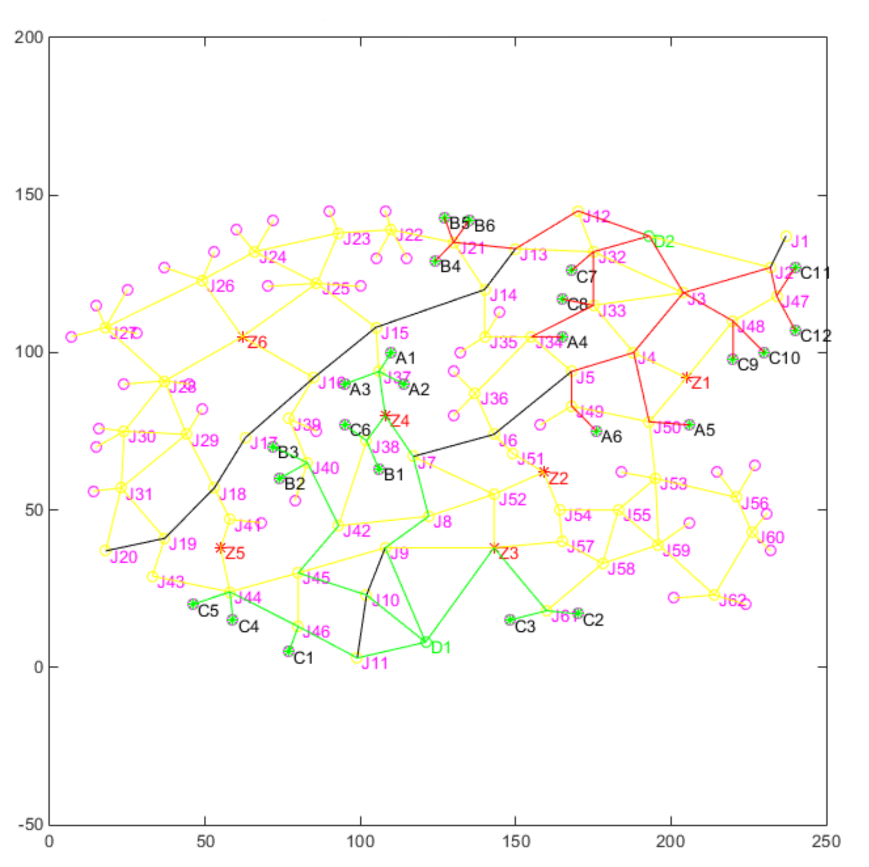 200
150
100
50
0
-50
0
50
100
150
200
250
B5
B6
J12
D2
J1
J24
J23
J22
J21
J13
J32
B4
C7
J2
C11
J26
J25
J14
C8
J3
J47
J27
J15
J33
J48
C12
Z6
J35
J34
A4
A1
J4
C9
C10
J28
J16
A3
J37
A2
J5
Z1
J36
J49
C6
Z4
A6
J50
A5
J30
J29
J17
J39
B3
J38
J7
J6
J40
B1
J51
B2
Z2
J53
J31
J18
J52
J56
J41
J42
J8
J54
J55
J60
J20
J19
Z5
J9
Z3
J57
J59
J43
J45
J58
J44
J10
J62
C5
C4
J46
C3
J61
C2
C1
J11
D1